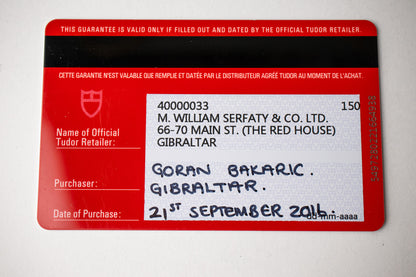 THIS GUARANTEE IS VALID ONLY IF FILLED OUT AND DATED BY THE OFFICIAL TUDOR RETAILER.
CETTE GARANTIE N'EST VALABLE QUE REMPLIE ET DATÉE PAR LE DISTRIBUTEUR AGRÉÉ TUDOR AU MOMENT DE L'ACHAT.
40000033 150
M. WILLIAM SERFATY & CO. LTD.
66-70 MAIN ST. (THE RED HOUSE)
GIBRALTAR
Name of Official
Tudor Retailer:
GORAN BAKARIC.
Purchaser: GIBRALTAR.
Date of Purchase: 21ST SEPTEMBER 2016.
dd-mm-aaaa